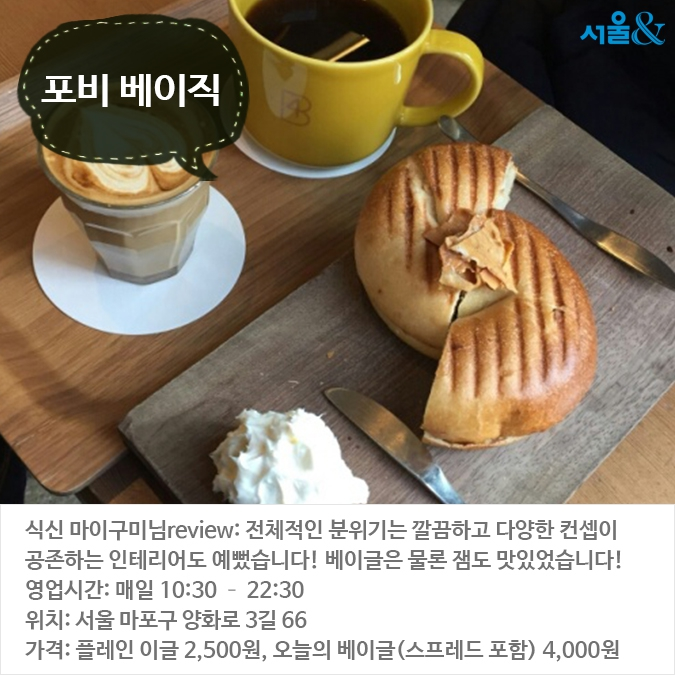 서울&
포비 베이직
식신 마이구미님review: 전체적인 분위기는 깔끔하고 다양한 컨셉이
공존하는 인테리어도 예뻤습니다! 베이글은 물론 잼도 맛있었습니다!
영업시간: 매일 10:30 - 22:30
위치: 서울 마포구 양화로 3길 66
가격: 플레인 이글 2,500원, 오늘의 베이글(스프레드 포함) 4,000원